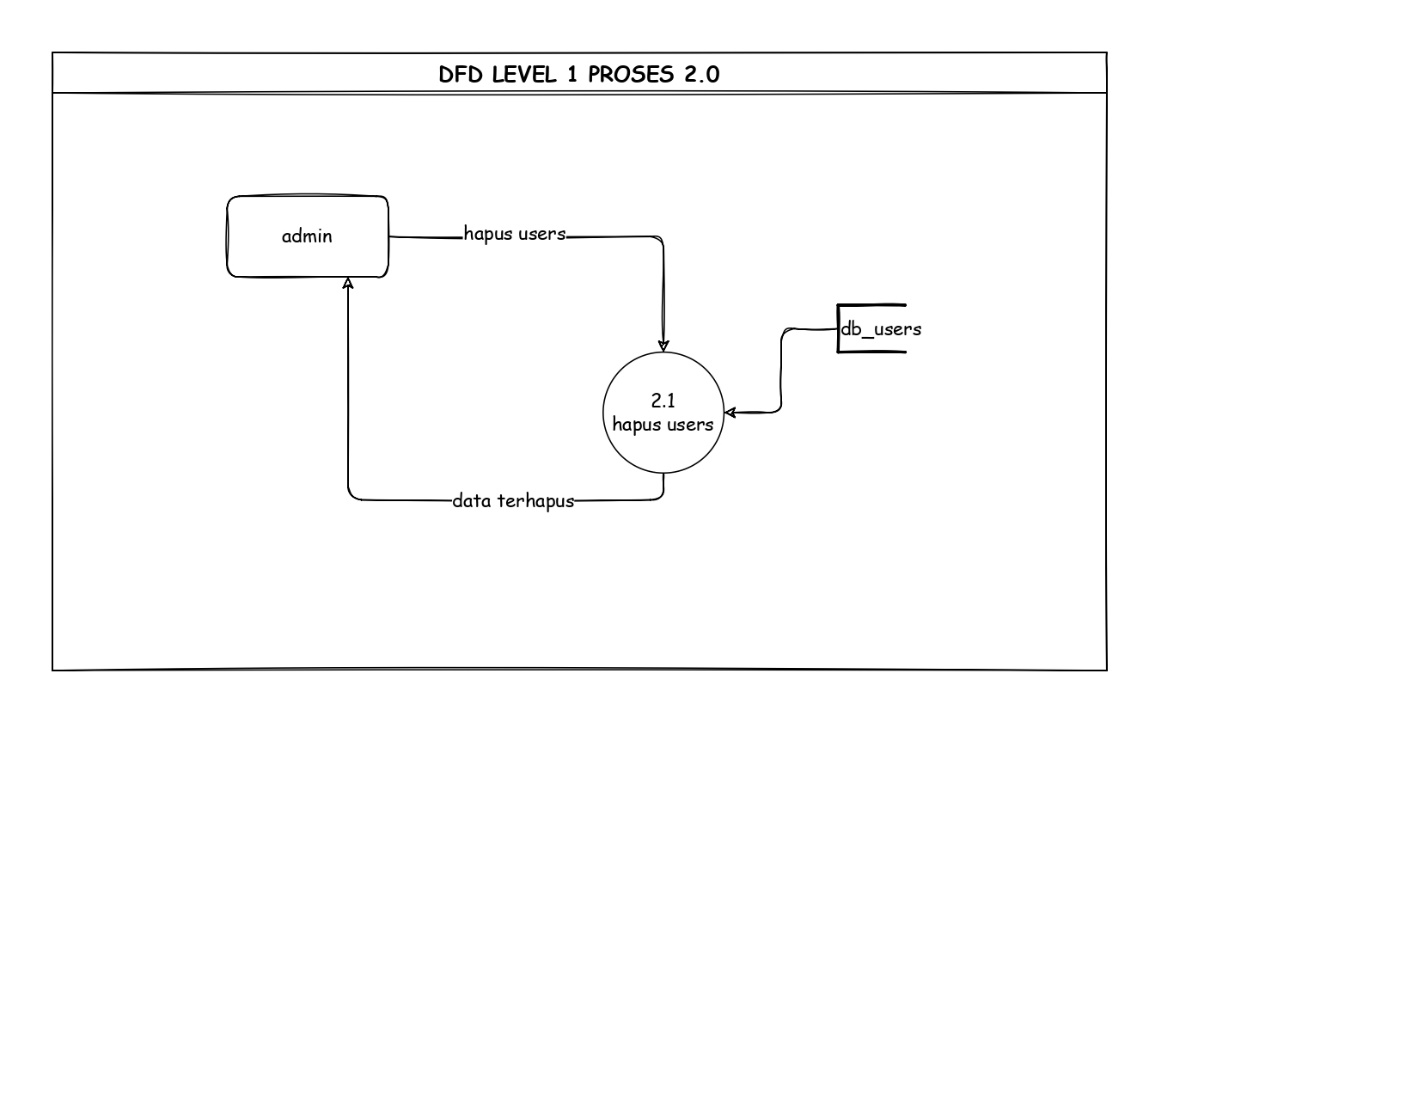 DFD LEVEL 1 PROSES 2.0
admin
hapus users
db_users
2.1
hapus users
data terhapus